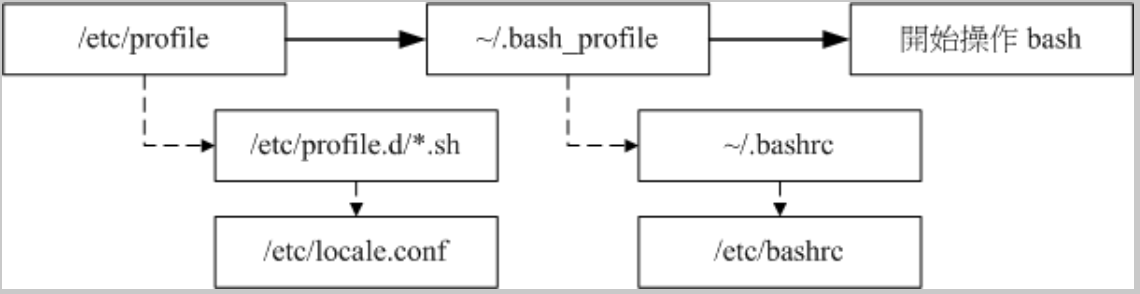 /etc/profile
~/.bash_profile
開始操作 bash
/etc/profile.d/*.sh
~/.bashrc
/etc/locale.conf
/etc/bashrc